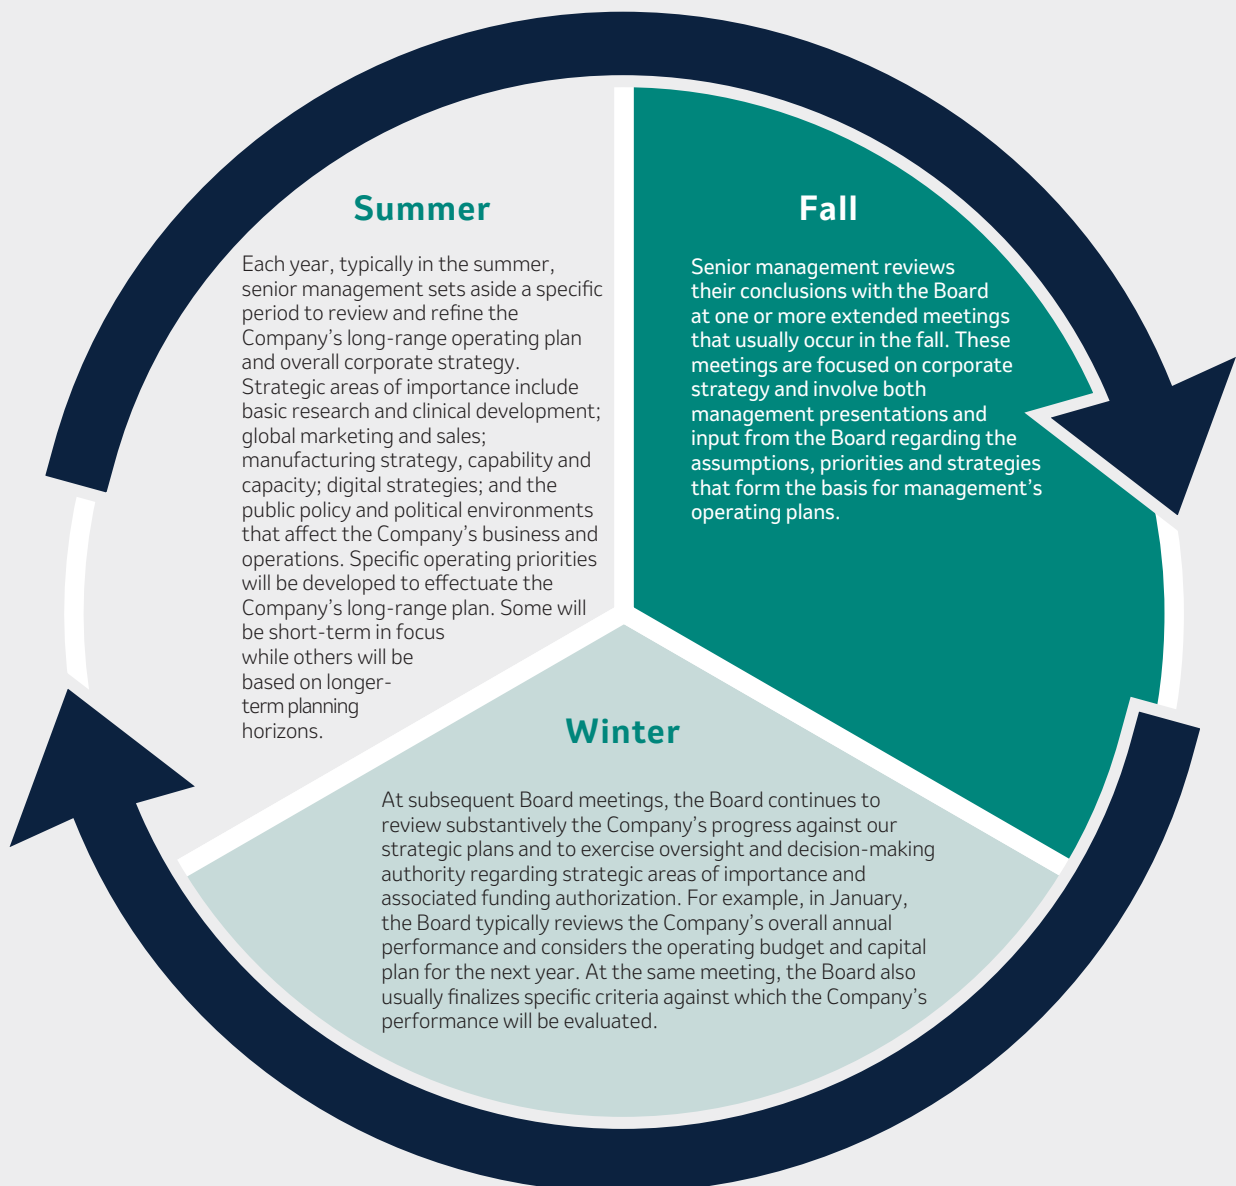 Summer
Each year, typically in the summer,
senior management sets aside a specific
period to review and refine the
Company’s long-range operating plan
and overall corporate strategy.
Strategic areas of importance include
basic research and clinical development;
global marketing and sales;
manufacturing strategy, capability and
capacity; digital strategies; and the
public policy and political environments
that affect the Company’s business and
operations. Specific operating priorities
will be developed to effectuate the
Company’s long-range plan. Some will
be short-term in focus
while others will be
based on longer-
term planning
horizons.
Fall
Senior management reviews
their conclusions with the Board
at one or more extended meetings
that usually occur in the fall. These
meetings are focused on corporate
strategy and involve both
management presentations and
input from the Board regarding the
assumptions, priorities and strategies
that form the basis for management’s
operating plans.
Winter
At subsequent Board meetings, the Board continues to
review substantively the Company’s progress against our
strategic plans and to exercise oversight and decision-making
authority regarding strategic areas of importance and
associated funding authorization. For example, in January,
the Board typically reviews the Company’s overall annual
performance and considers the operating budget and capital
plan for the next year. At the same meeting, the Board also
usually finalizes specific criteria against which the Company’s
performance will be evaluated.